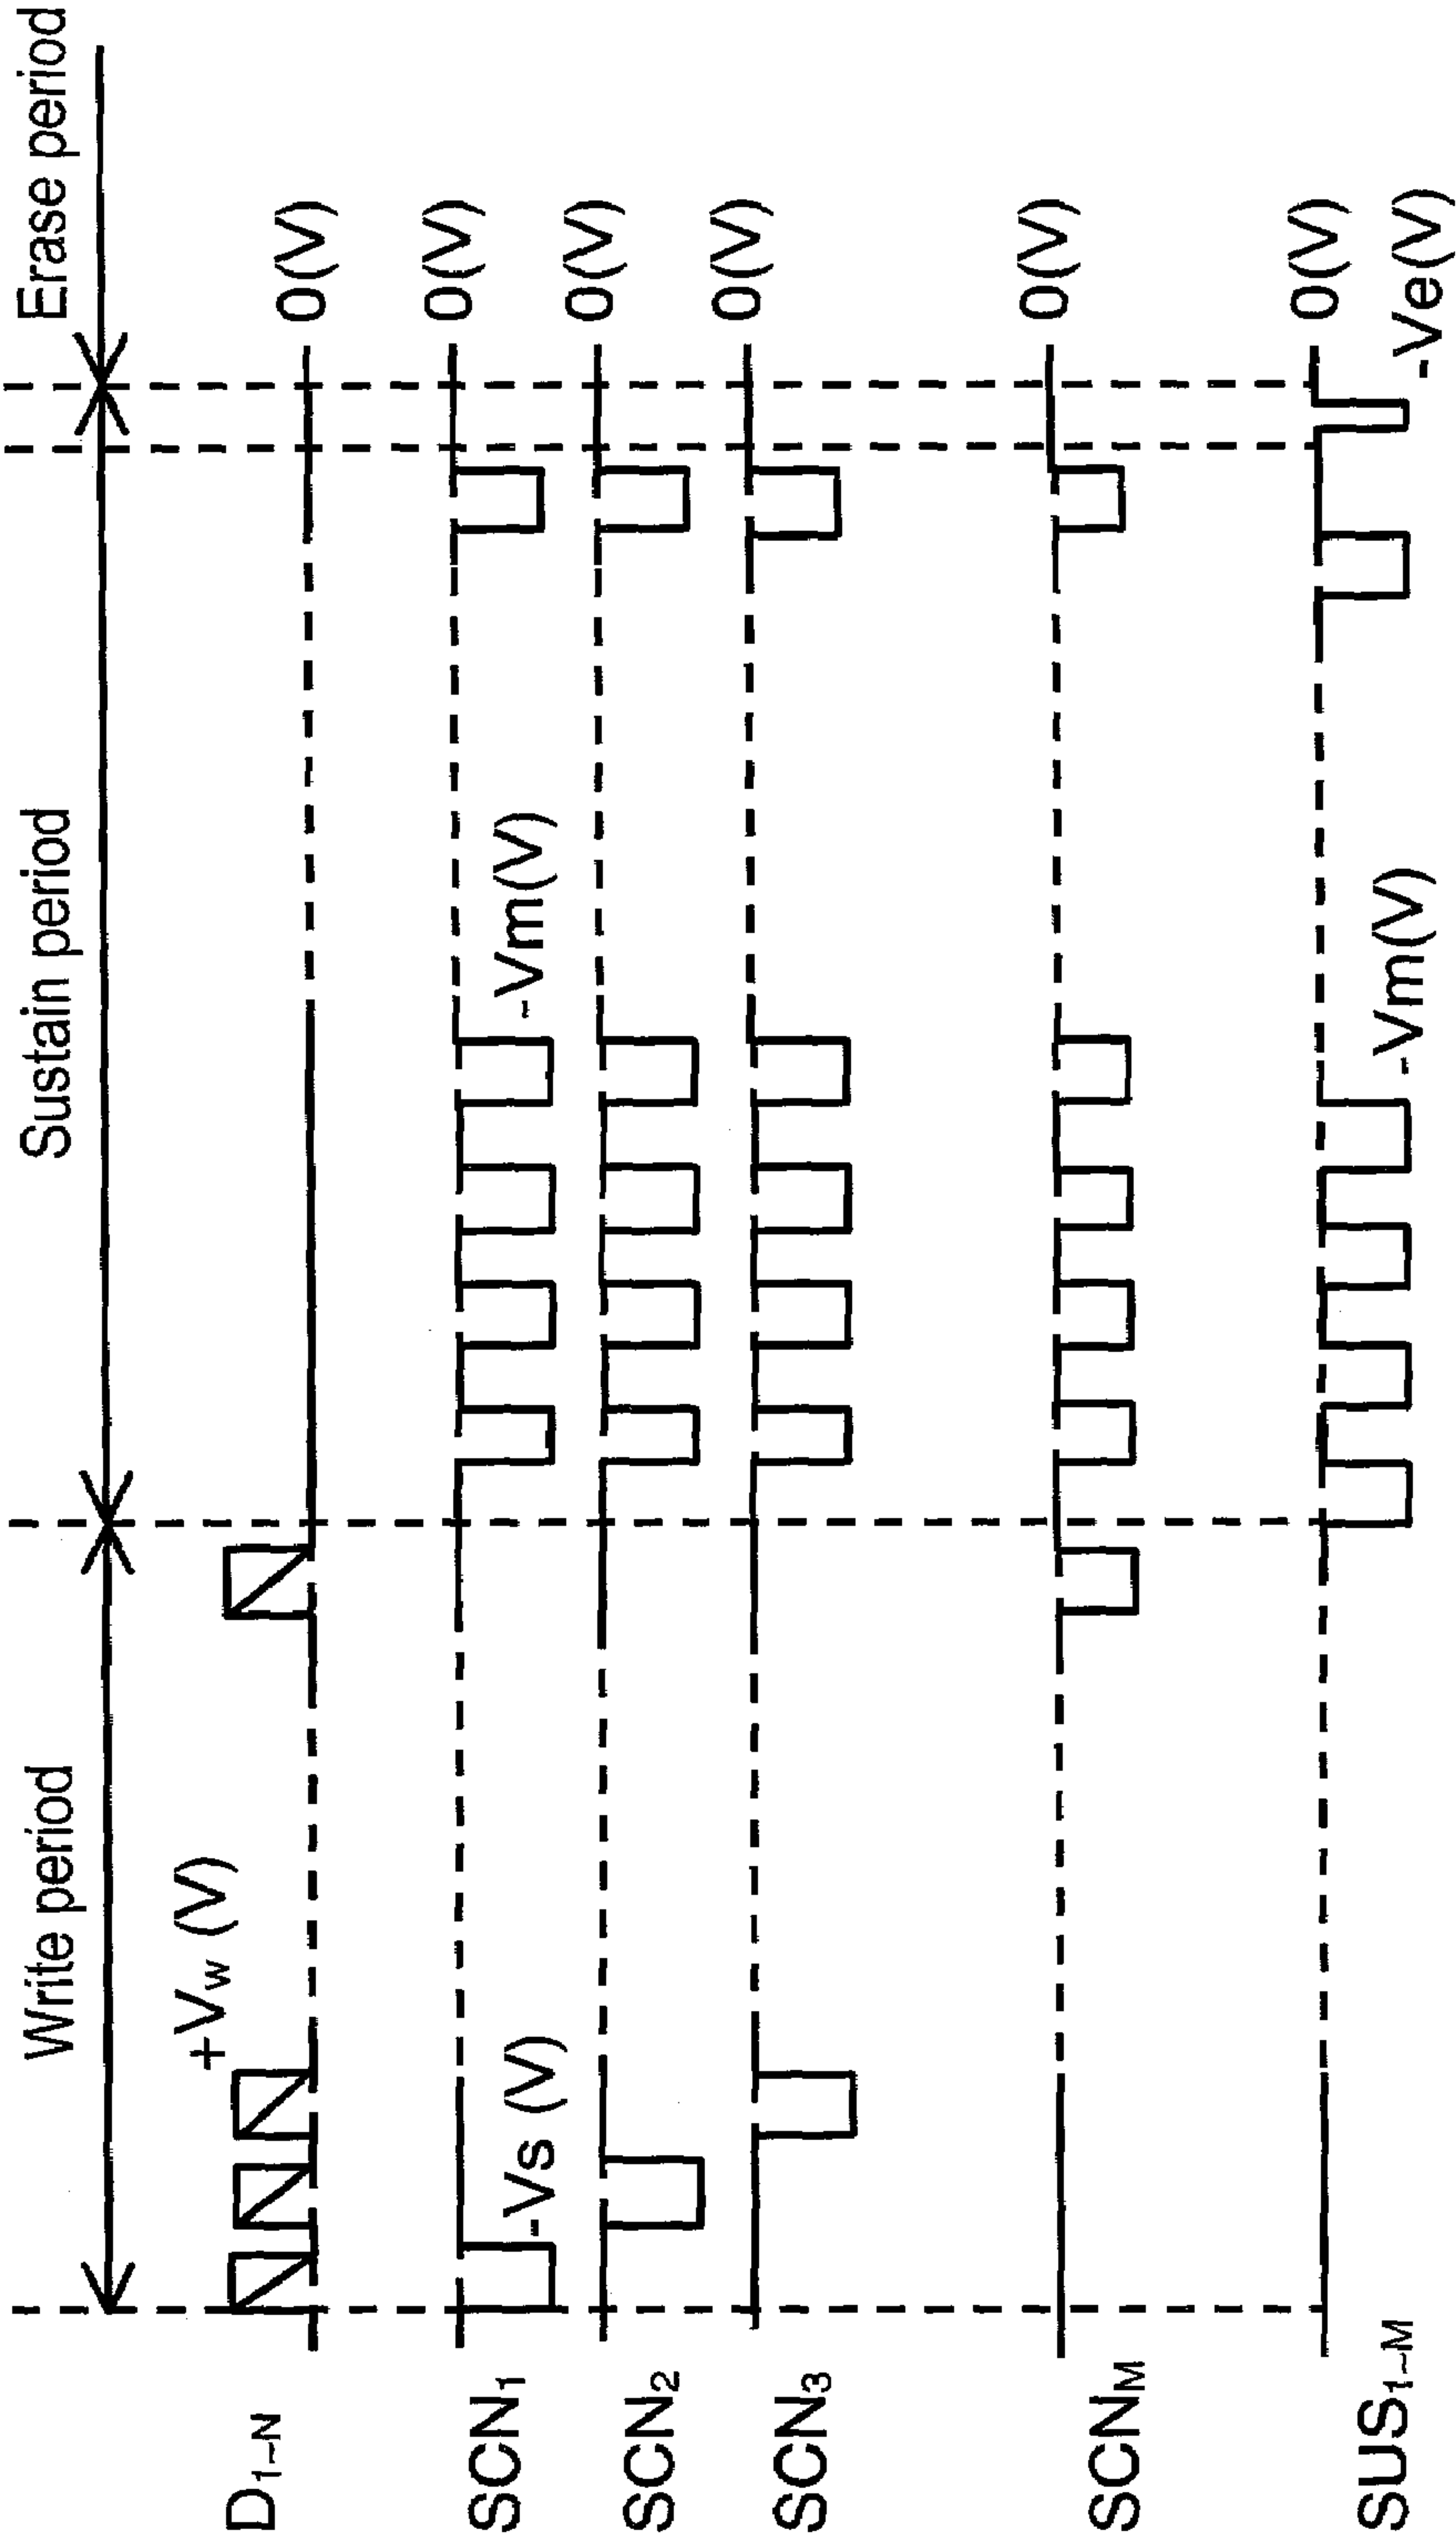 Write period
Sustain period
Erase period
+Vw (V)
D1~N
0(V)
SCN1
0(V)
-Vs (V)
-Vm(V)
SCN2
0(V)
SCN3
0(V)
SCNM
0(V)
SUS1~M
0(V)
-Vm(V)
-Ve(V)